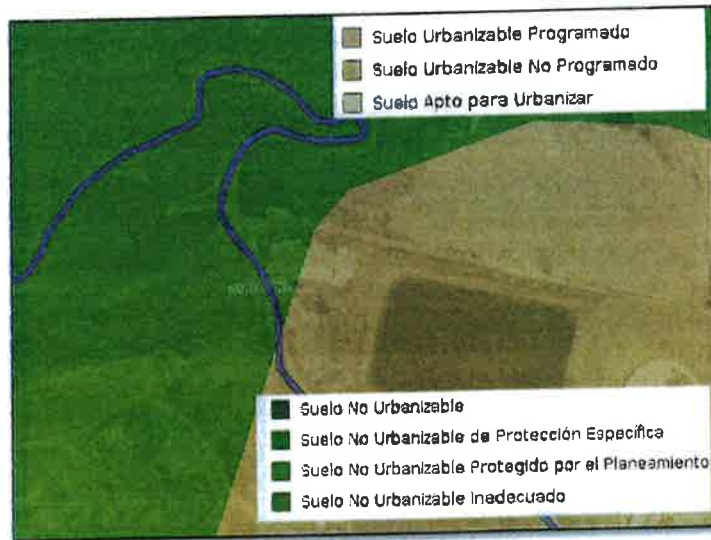 Suelo Urbanizable Programado
Suelo Urbanizable No Programado
Suelo Apto para Urbanizar
Suelo No Urbanizable
Suelo No Urbanizable de Protección Específica
Suelo No Urbanizable Protegido por el Planeamiento
Suelo No Urbanizable Inadecuado